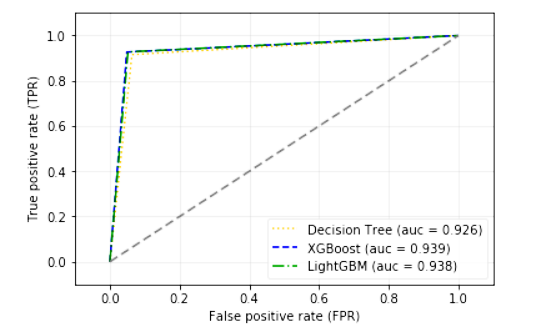 1.0
0.8
0.6
0.4
0.2
0.0
True positive rate (TPR)
Decision Tree (auc = 0.926)
XGBoost (auc = 0.939)
LightGBM (auc = 0.938)
0.0 0.2 0.4 0.6 0.8 1.0
False positive rate (FPR)